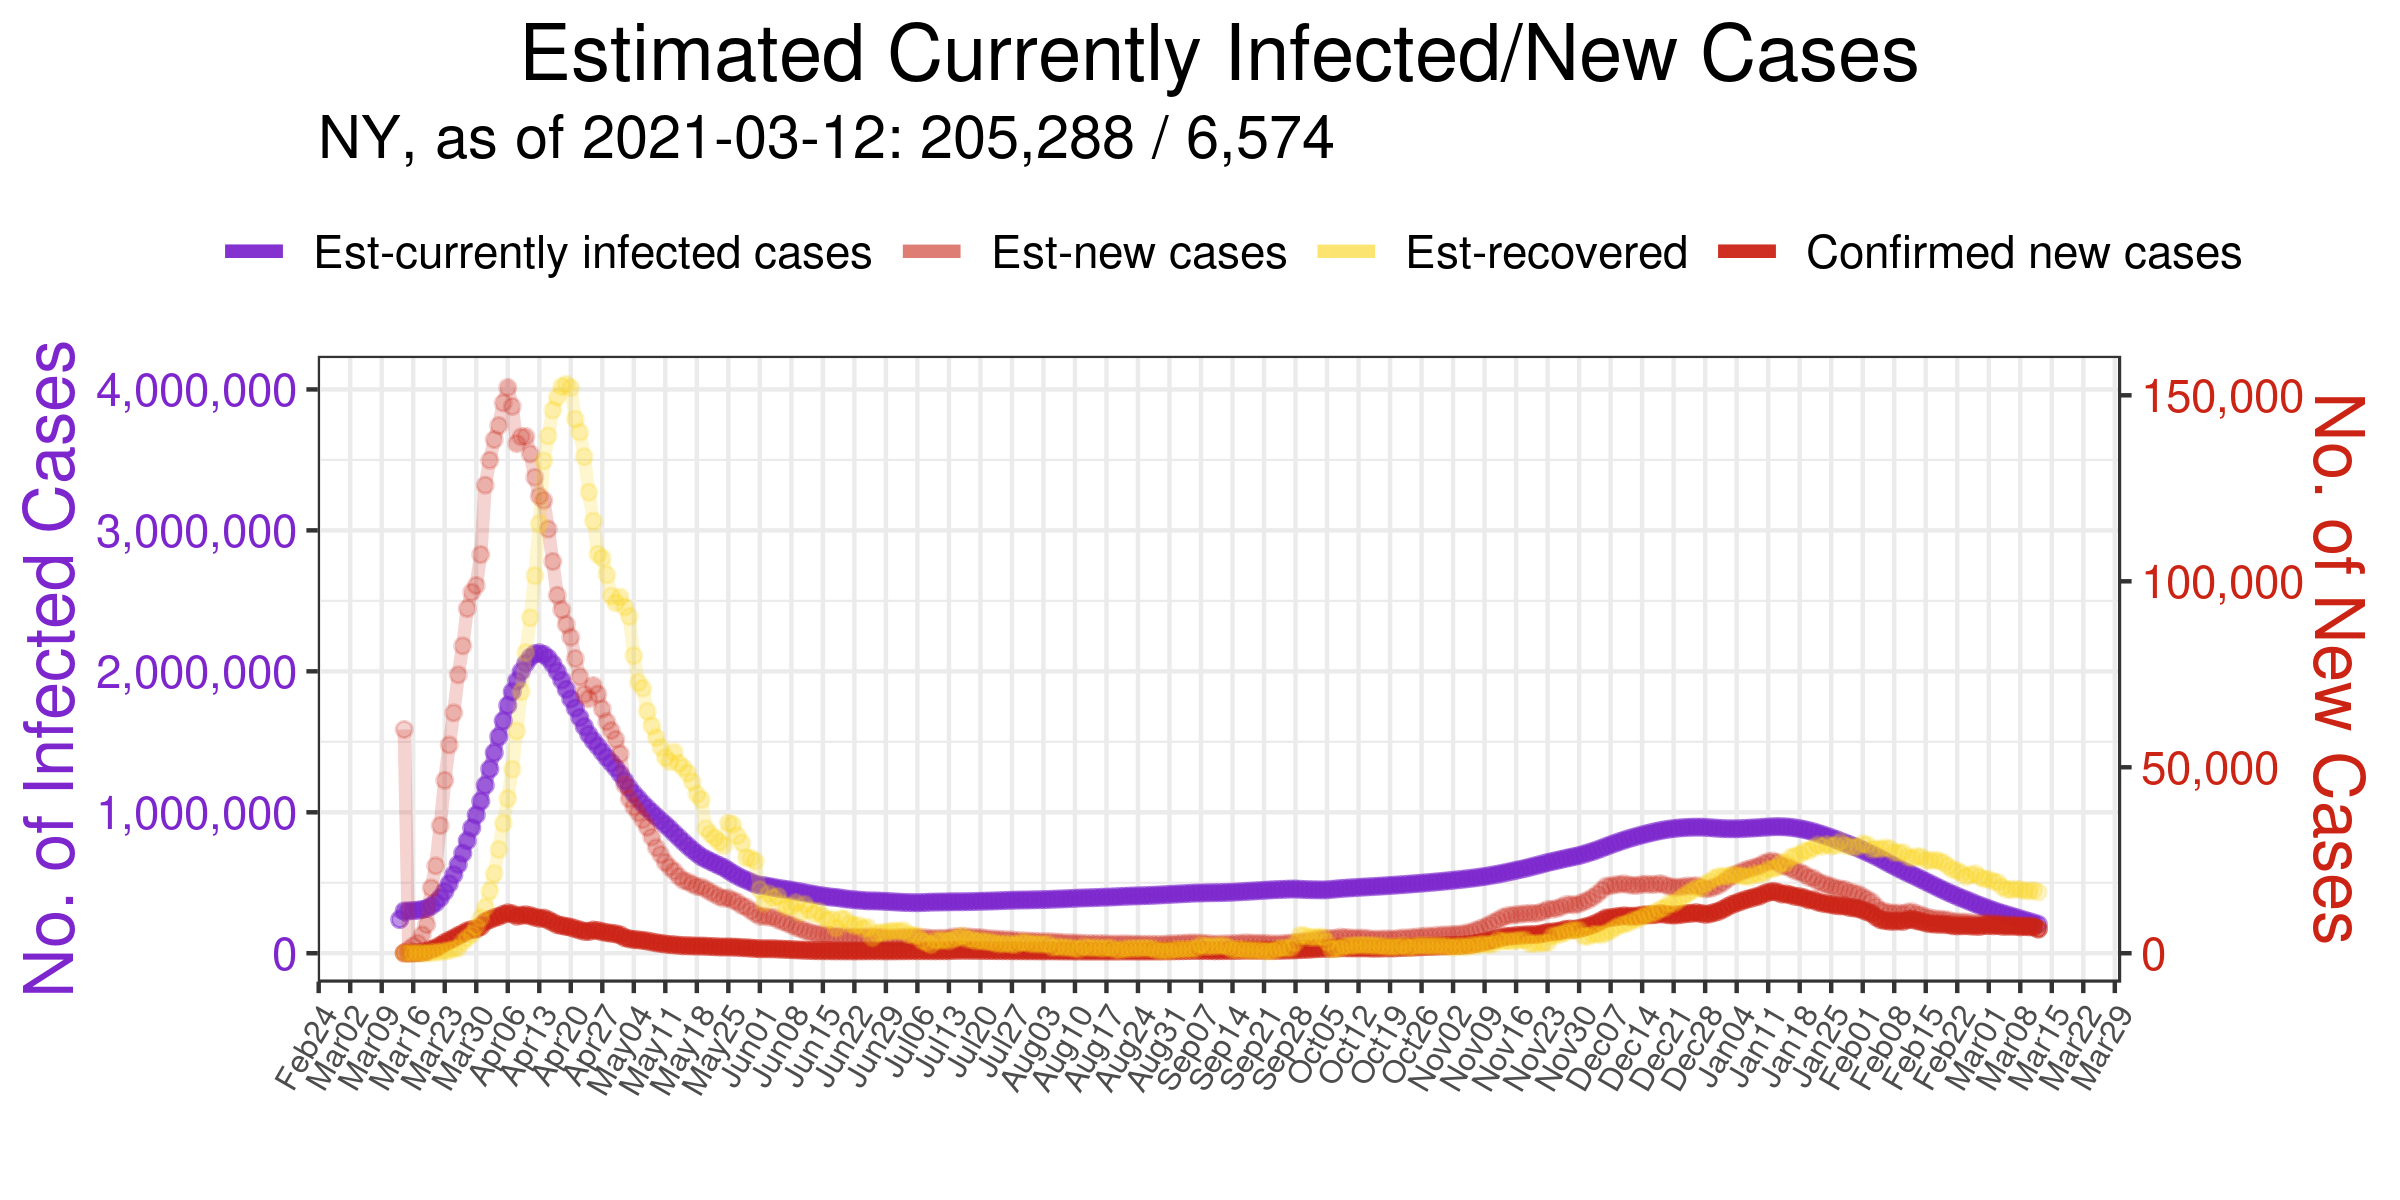 Estimated Currently Infected/New Cases
NY, as of 2021-03-12: 205,288 / 6,574
Est-currently infected cases Est-new cases Est-recovered Confirmed new cases
No. of Infected Cases
4,000,000
3,000,000
2,000,000
1,000,000
0
150,000
100,000
50,000
0
No. of New Cases
Feb24 Mar02 Mar09 Mar16 Mar23 Mar30 Apr06 Apr13 Apr20 Apr27 May04 May11 May18 May25 Jun01 Jun08 Jun15 Jun22 Jun29 Jul06 Jul13 Jul20 Jul27 Aug03 Aug10 Aug17 Aug24 Aug31 Sep07 Sep14 Sep21 Sep28 Oct05 Oct12 Oct19 Oct26 Nov02 Nov09 Nov16 Nov23 Nov30 Dec07 Dec14 Dec21 Dec28 Jan04 Jan11 Jan18 Jan25 Feb01 Feb08 Feb15 Feb22 Mar01 Mar08 Mar15 Mar22 Mar29